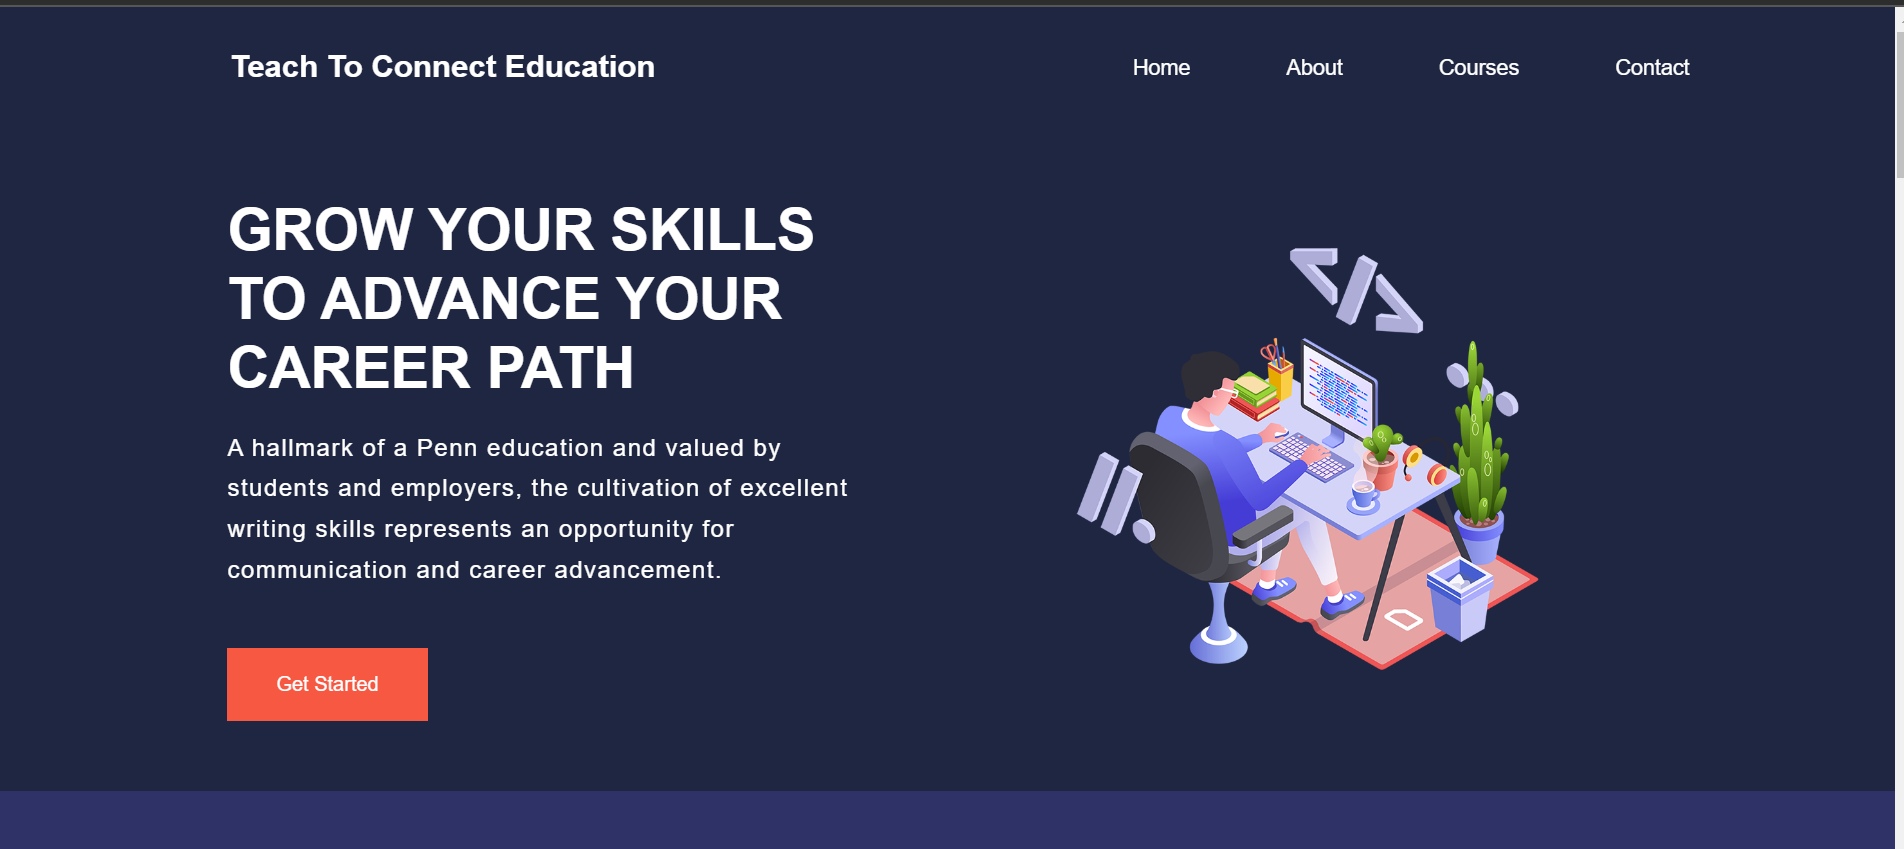 Teach To Connect Education
Home About Courses Contact
GROW YOUR SKILLS
TO ADVANCE YOUR
CAREER PATH
A hallmark of a Penn education and valued by
students and employers, the cultivation of excellent
writing skills represents an opportunity for
communication and career advancement.
Get Started